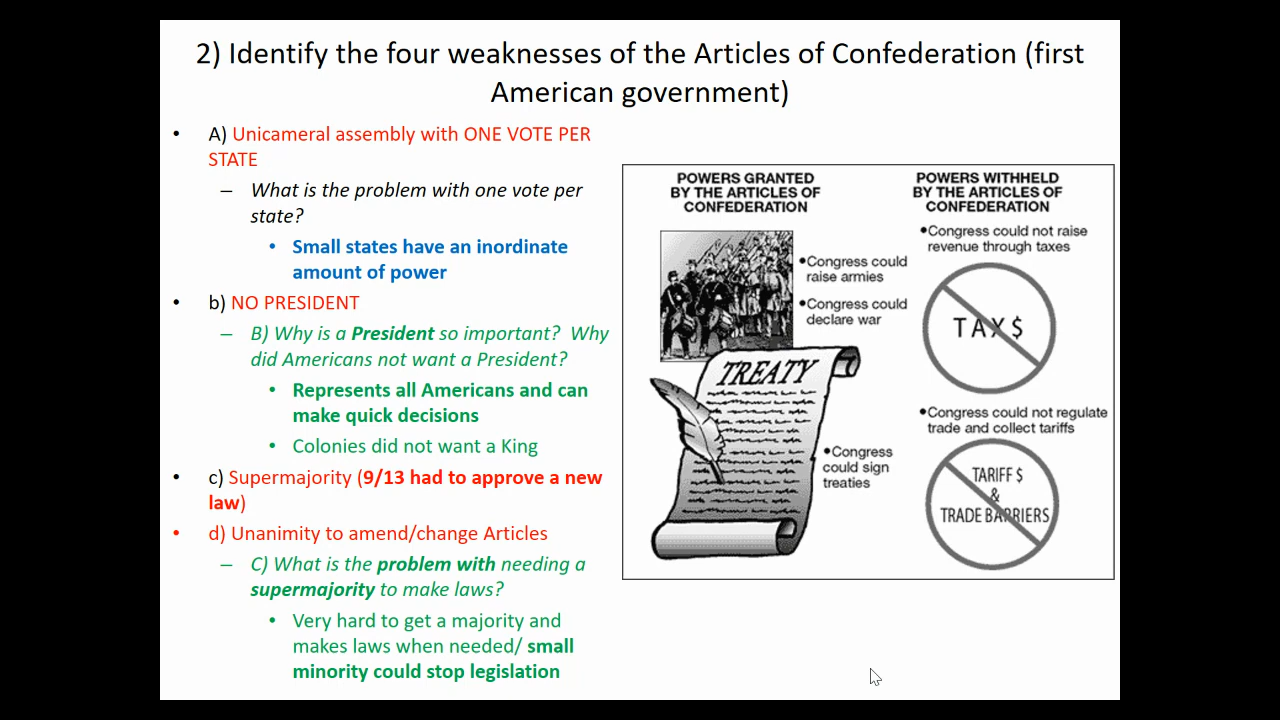 2) Identify the four weaknesses of the Articles of Confederation (first
American government)
• A) Unicameral assembly with ONE VOTE PER
STATE
– What is the problem with one vote per
state?
• Small states have an inordinate
amount of power
• b) NO PRESIDENT
– B) Why is a President so important?  Why
did Americans not want a President?
• Represents all Americans and can
make quick decisions
• Colonies did not want a King
• c) Supermajority (9/13 had to approve a new
law)
• d) Unanimity to amend/change Articles
– C) What is the problem with needing a
supermajority to make laws?
• Very hard to get a majority and
makes laws when needed/ small
minority could stop legislation
POWERS GRANTED
BY THE ARTICLES OF
CONFEDERATION
•Congress could
raise armies
•Congress could
declare war
TREATY
•Congress
could sign
treaties
POWERS WITHHELD
BY THE ARTICLES OF
CONFEDERATION
•Congress could not raise
revenue through taxes
TAX$
•Congress could not regulate
trade and collect tariffs
TARIFF $
&
TRADE BARRIERS